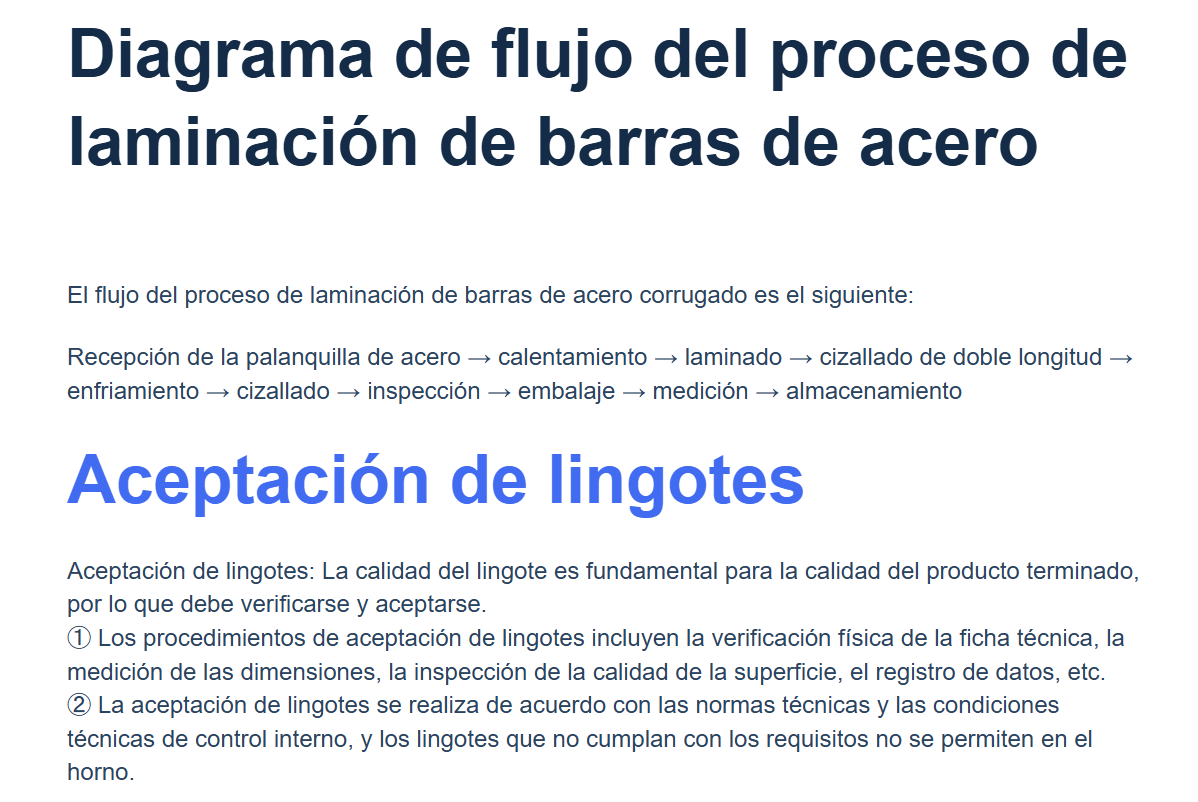 Diagrama de flujo del proceso de
laminación de barras de acero
El flujo del proceso de laminación de barras de acero corrugado es el siguiente:
Recepción de la palanquilla de acero → calentamiento → laminado → cizallado de doble longitud →
enfriamiento → cizallado → inspección → embalaje → medición → almacenamiento
Aceptación de lingotes
Aceptación de lingotes: La calidad del lingote es fundamental para la calidad del producto terminado,
por lo que debe verificarse y aceptarse.
① Los procedimientos de aceptación de lingotes incluyen la verificación física de la ficha técnica, la
medición de las dimensiones, la inspección de la calidad de la superficie, el registro de datos, etc.
② La aceptación de lingotes se realiza de acuerdo con las normas técnicas y las condiciones
técnicas de control interno, y los lingotes que no cumplan con los requisitos no se permiten en el
horno.